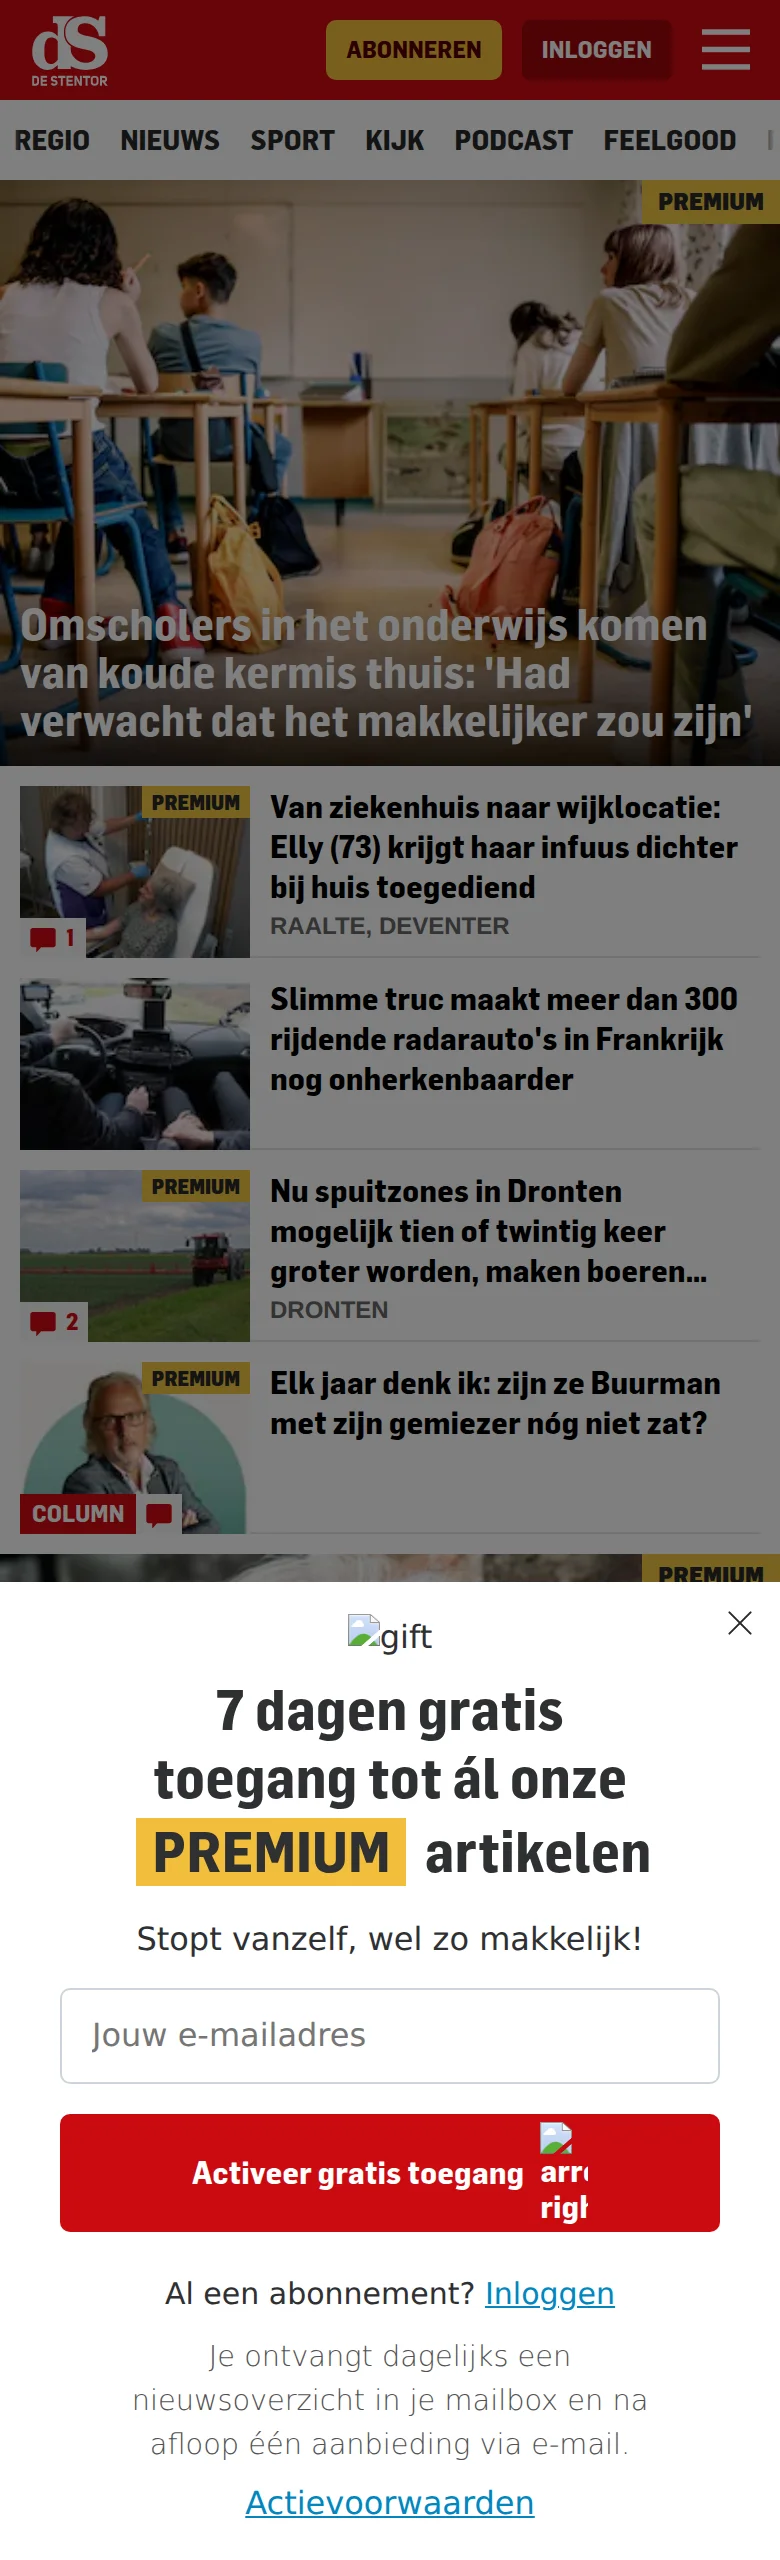 dS
DE STENTOR
ABONNEREN
INLOGGEN
REGIO NIEUWS SPORT KIJK PODCAST FEELGOOD
PREMIUM
Omscholers in het onderwijs komen
van koude kermis thuis: 'Had
verwacht dat het makkelijker zou zijn'
PREMIUM
1
Van ziekenhuis naar wijklocatie:
Elly (73) krijgt haar infuus dichter
bij huis toegediend
RAALTE, DEVENTER
Slimme truc maakt meer dan 300
rijdende radarauto's in Frankrijk
nog onherkenbaarder
PREMIUM
2
Nu spuitzones in Dronten
mogelijk tien of twintig keer
groter worden, maken boeren...
DRONTEN
PREMIUM
COLUMN
Elk jaar denk ik: zijn ze Buurman
met zijn gemiezer nóg niet zat?
PREMIUM
gift
7 dagen gratis
toegang tot ál onze
PREMIUM artikelen
Stopt vanzelf, wel zo makkelijk!
Jouw e-mailadres
Activeer gratis toegang
Al een abonnement? Inloggen
Je ontvangt dagelijks een
nieuwsoverzicht in je mailbox en na
afloop één aanbieding via e-mail.
Actievoorwaarden